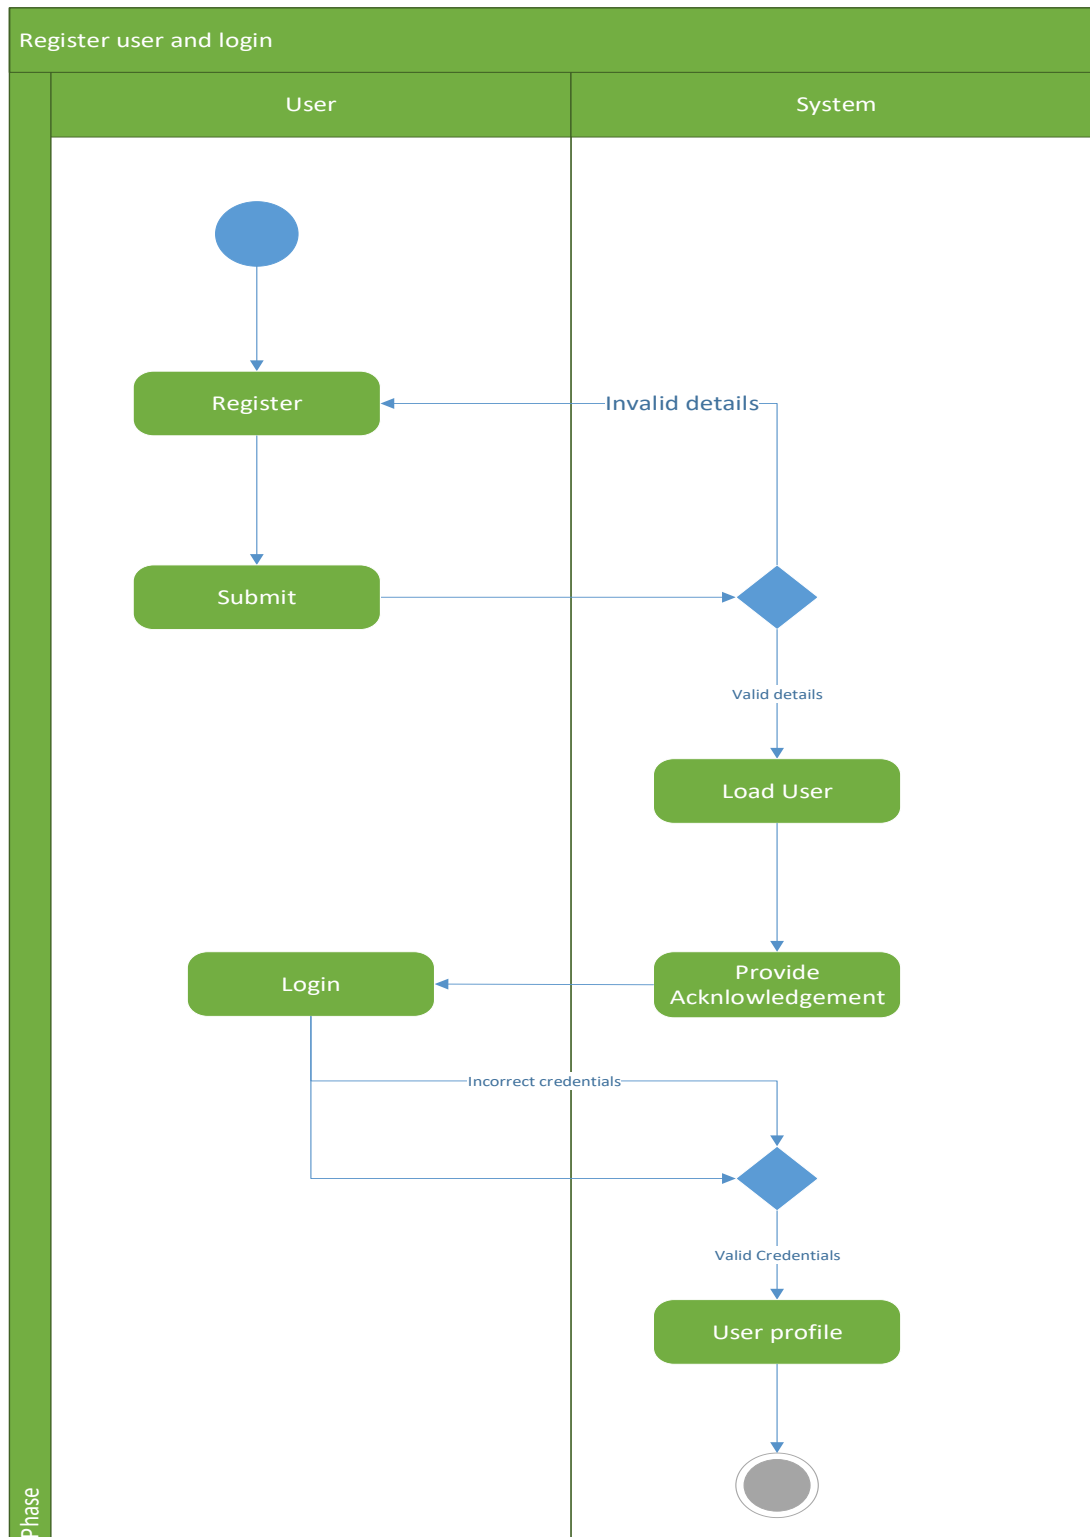 Register user and login
User
System
Register
Invalid details
Submit
Valid details
Load User
Login
Provide
Acknlowledgement
Incorrect credentials
Valid Credentials
User profile
Phase